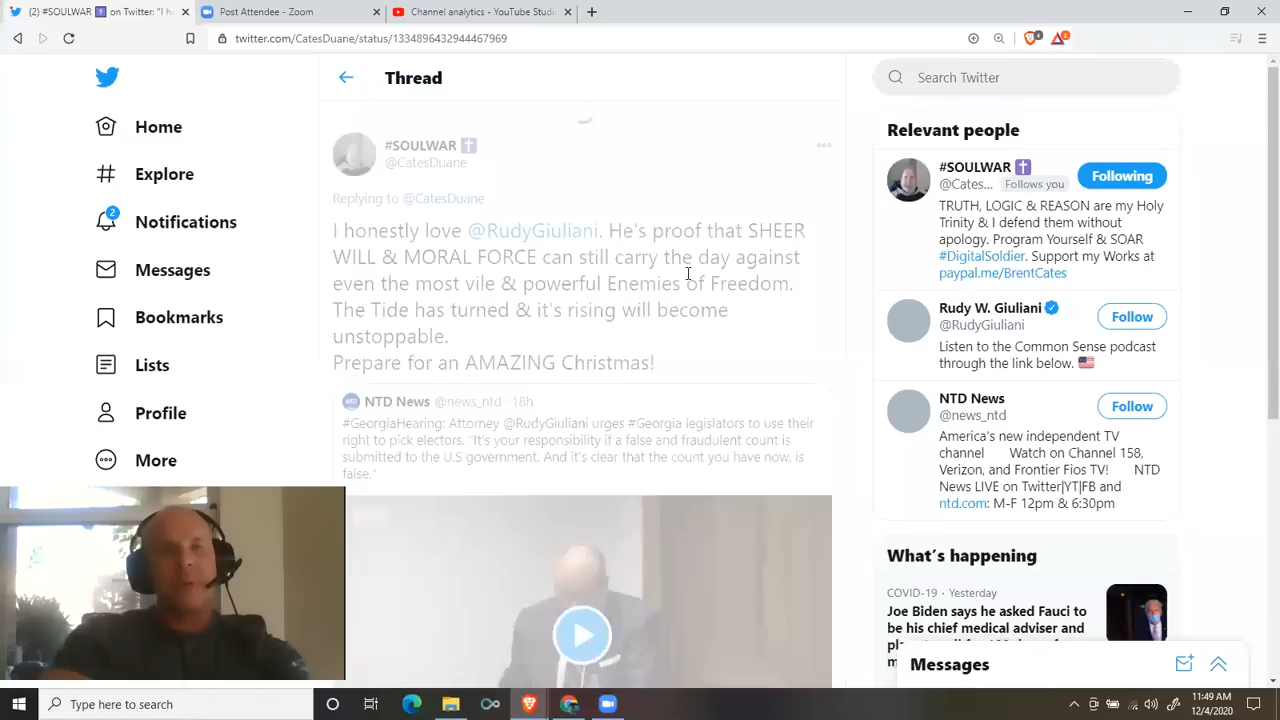 (2) #SOULWAR ✝ on Twitter: "I h
Post Attendee - Zoom
Channel analytics - YouTube Studi
twitter.com/CatesDuane/status/1334896432944467969
4
2
Home
Explore
2
Notifications
Messages
Bookmarks
Lists
Profile
More
Thread
#SOULWAR ✝
@CatesDuane
Replying to @CatesDuane
I honestly love @RudyGiuliani. He's proof that SHEER
WILL & MORAL FORCE can still carry the day against
even the most vile & powerful Enemies of Freedom.
The Tide has turned & it's rising will become
unstoppable.
Prepare for an AMAZING Christmas!
NTD News @news_ntd · 18h
#GeorgiaHearing: Attorney @RudyGiuliani urges #Georgia legislators to use their
right to pick electors. "It's your responsibility if a false and fraudulent count is
submitted to the U.S government. And it's clear that the count you have now, is
false."
Search Twitter
Relevant people
#SOULWAR ✝
@Cates... Follows you
Following
TRUTH, LOGIC & REASON are my Holy
Trinity & I defend them without
apology. Program Yourself & SOAR
#DigitalSoldier. Support my Works at
paypal.me/BrentCates
Rudy W. Giuliani
@RudyGiuliani
Follow
Listen to the Common Sense podcast
through the link below. 🇺🇸
NTD News
@news_ntd
Follow
America's new independent TV
channel Watch on Channel 158,
Verizon, and Frontier Fios TV! NTD
News LIVE on Twitter|YT|FB and
ntd.com: M-F 12pm & 6:30pm
What's happening
COVID-19 · Yesterday
Joe Biden says he asked Fauci to
be his chief medical adviser and
Messages
Type here to search
11:49 AM
12/4/2020